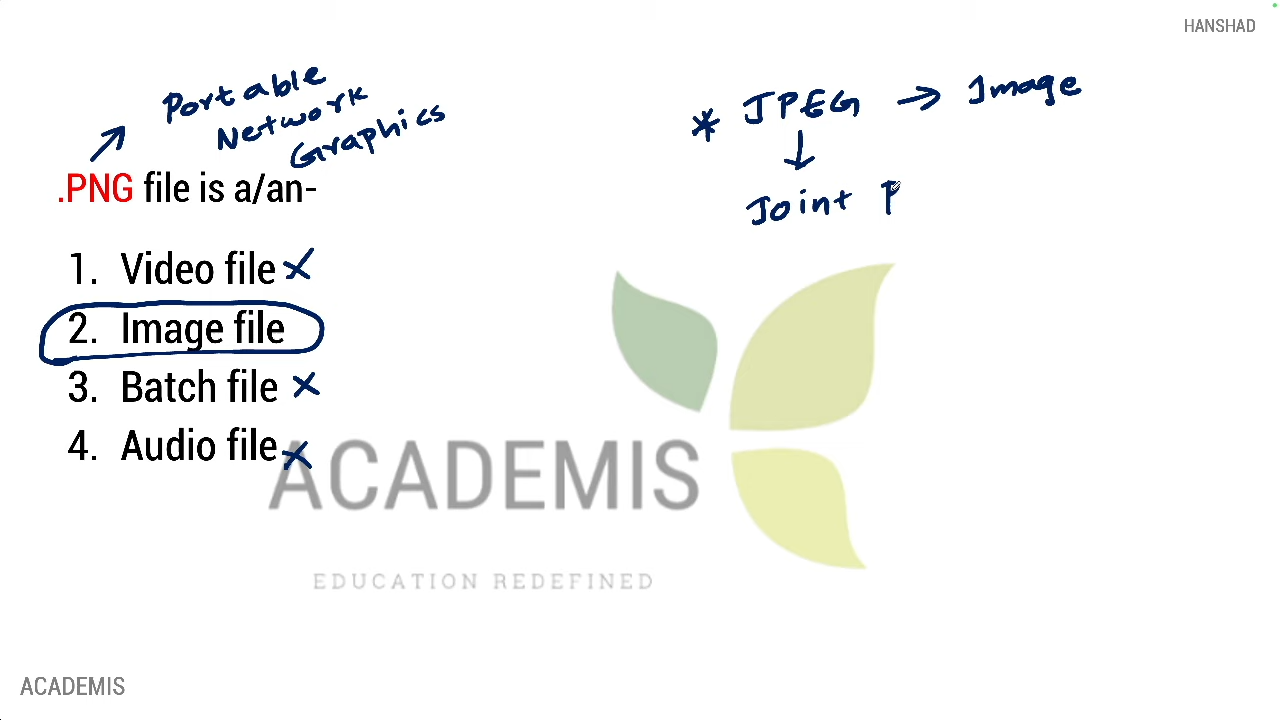 HANSHAD
Portable
Network
Graphics
* JPEG → Image
↓
Joint P
.PNG file is a/an-
1. Video file ×
2. Image file
3. Batch file ×
4. Audio file ×
ACADEMIS
EDUCATION REDEFINED
ACADEMIS